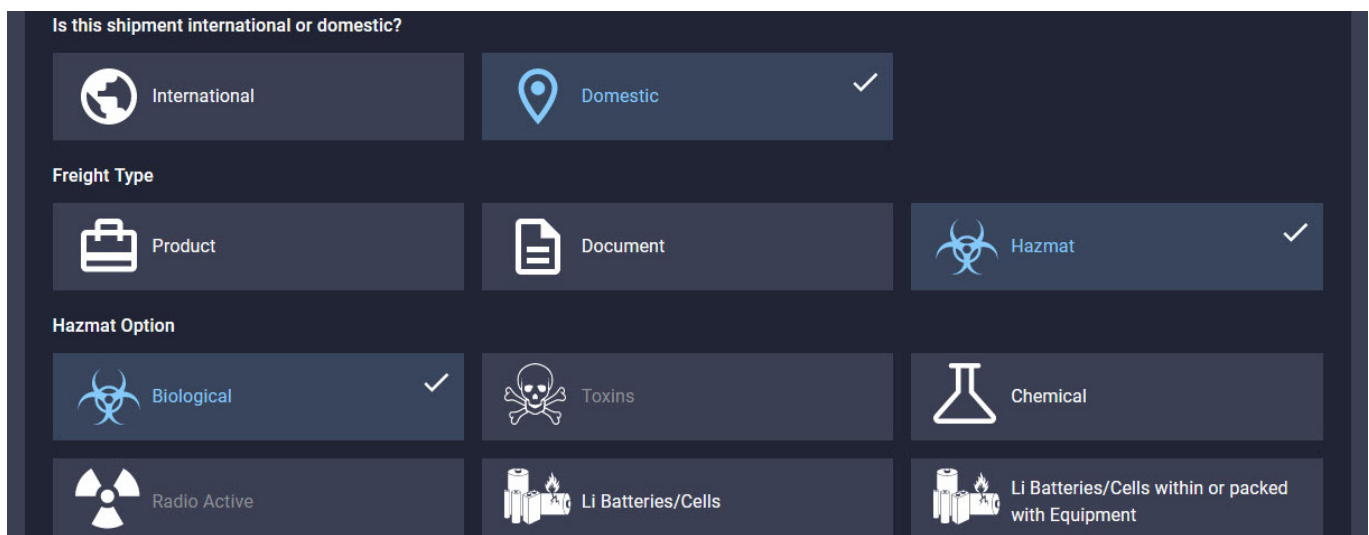 Is this shipment international or domestic?
International
Domestic
Freight Type
Product
Document
Hazmat
Hazmat Option
Biological
Toxins
Chemical
Radio Active
Li Batteries/Cells
Li Batteries/Cells within or packed
with Equipment